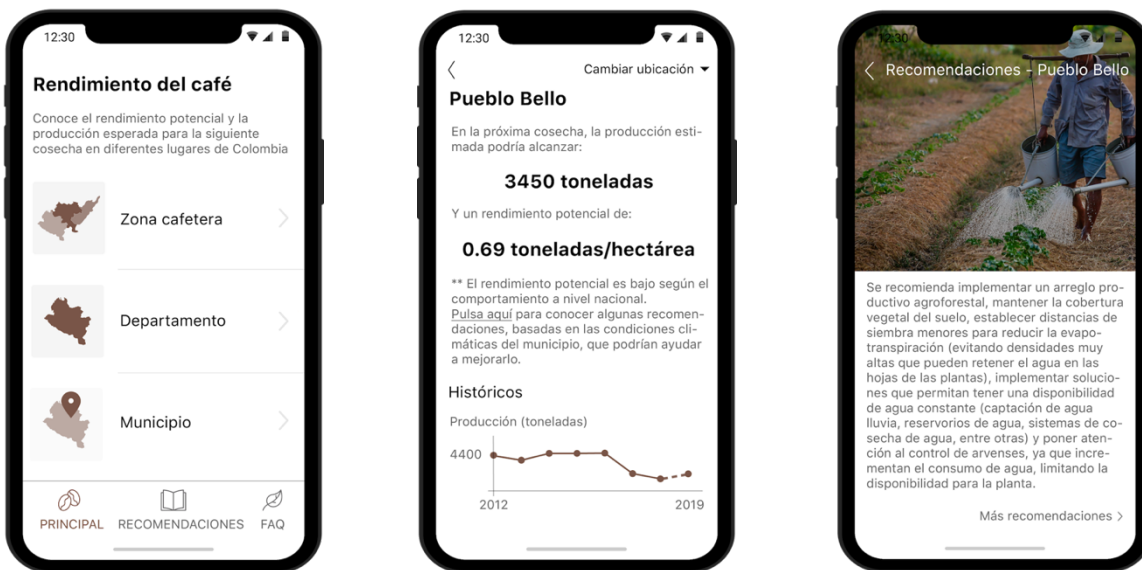 12:30
Rendimiento del café
Conoce el rendimiento potencial y la
producción esperada para la siguiente
cosecha en diferentes lugares de Colombia
Zona cafetera
Departamento
Municipio
PRINCIPAL
RECOMENDACIONES
FAQ
12:30
Cambiar ubicación
Pueblo Bello
En la próxima cosecha, la producción esti-
mada podría alcanzar:
3450 toneladas
Y un rendimiento potencial de:
0.69 toneladas/hectárea
** El rendimiento potencial es bajo según el
comportamiento a nivel nacional.
Pulsa aquí para conocer algunas recomen-
daciones, basadas en las condiciones cli-
máticas del municipio, que podrían ayudar
a mejorarlo.
Históricos
Producción (toneladas)
4400
2012
2019
12:30
Recomendaciones - Pueblo Bello
Se recomienda implementar un arreglo pro-
ductivo agroforestal, mantener la cobertura
vegetal del suelo, establecer distancias de
siembra menores para reducir la evapo-
transpiración (evitando densidades muy
altas que pueden retener el agua en las
hojas de las plantas), implementar solucio-
nes que permitan tener una disponibilidad
de agua constante (captación de agua
lluvia, reservorios de agua, sistemas de co-
secha de agua, entre otras) y poner aten-
ción al control de arvenses, ya que incre-
mentan el consumo de agua, limitando la
disponibilidad para la planta.
Más recomendaciones >